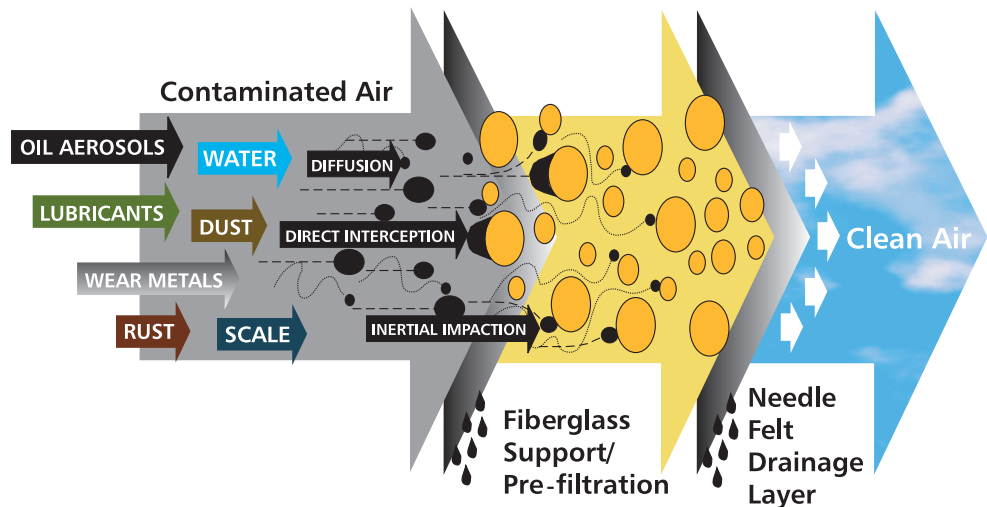 Contaminated Air
OIL AEROSOLS
WATER
DIFFUSION
LUBRICANTS
DUST
DIRECT INTERCEPTION
WEAR METALS
RUST
SCALE
INERTIAL IMPACTION
Clean Air
Fiberglass
Support/
Pre-filtration
Needle
Felt
Drainage
Layer